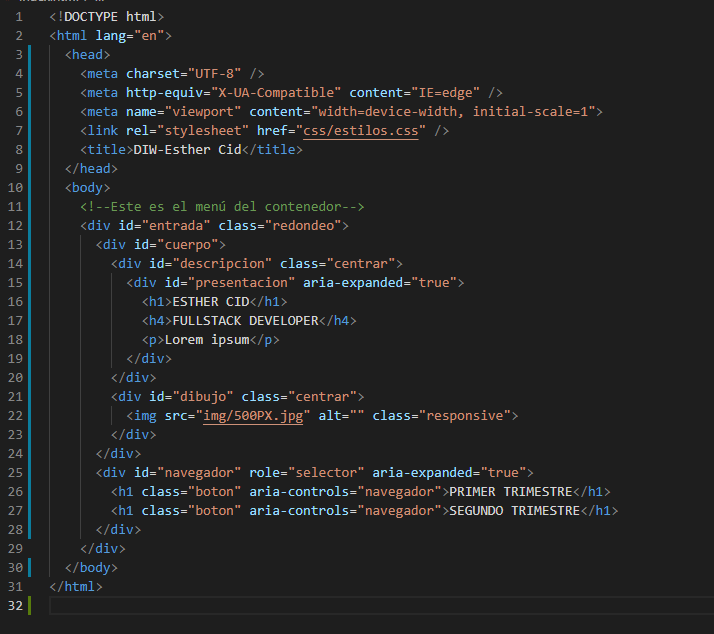 1 <!DOCTYPE html>
2 <html lang="en">
3 <head>
4 <meta charset="UTF-8" />
5 <meta http-equiv="X-UA-Compatible" content="IE=edge" />
6 <meta name="viewport" content="width=device-width, initial-scale=1">
7 <link rel="stylesheet" href="css/estilos.css" />
8 <title>DIW-Esther Cid</title>
9 </head>
10 <body>
11 <!--Este es el menú del contenedor-->
12 <div id="entrada" class="redondeo">
13 <div id="cuerpo">
14 <div id="descripcion" class="centrar">
15 <div id="presentacion" aria-expanded="true">
16 <h1>ESTHER CID</h1>
17 <h4>FULLSTACK DEVELOPER</h4>
18 <p>Lorem ipsum</p>
19 </div>
20 </div>
21 <div id="dibujo" class="centrar">
22 <img src="img/500PX.jpg" alt="" class="responsive">
23 </div>
24 </div>
25 <div id="navegador" role="selector" aria-expanded="true">
26 <h1 class="boton" aria-controls="navegador">PRIMER TRIMESTRE</h1>
27 <h1 class="boton" aria-controls="navegador">SEGUNDO TRIMESTRE</h1>
28 </div>
29 </div>
30 </body>
31 </html>
32